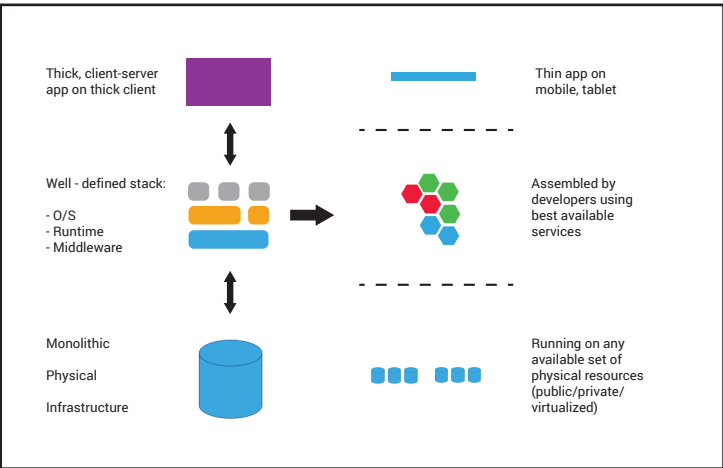 Thick, client-server
app on thick client
Thin app on
mobile, tablet
Well - defined stack:
- O/S
- Runtime
- Middleware
Assembled by
developers using
best available
services
Monolithic
Physical
Infrastructure
Running on any
available set of
physical resources
(public/private/
virtualized)